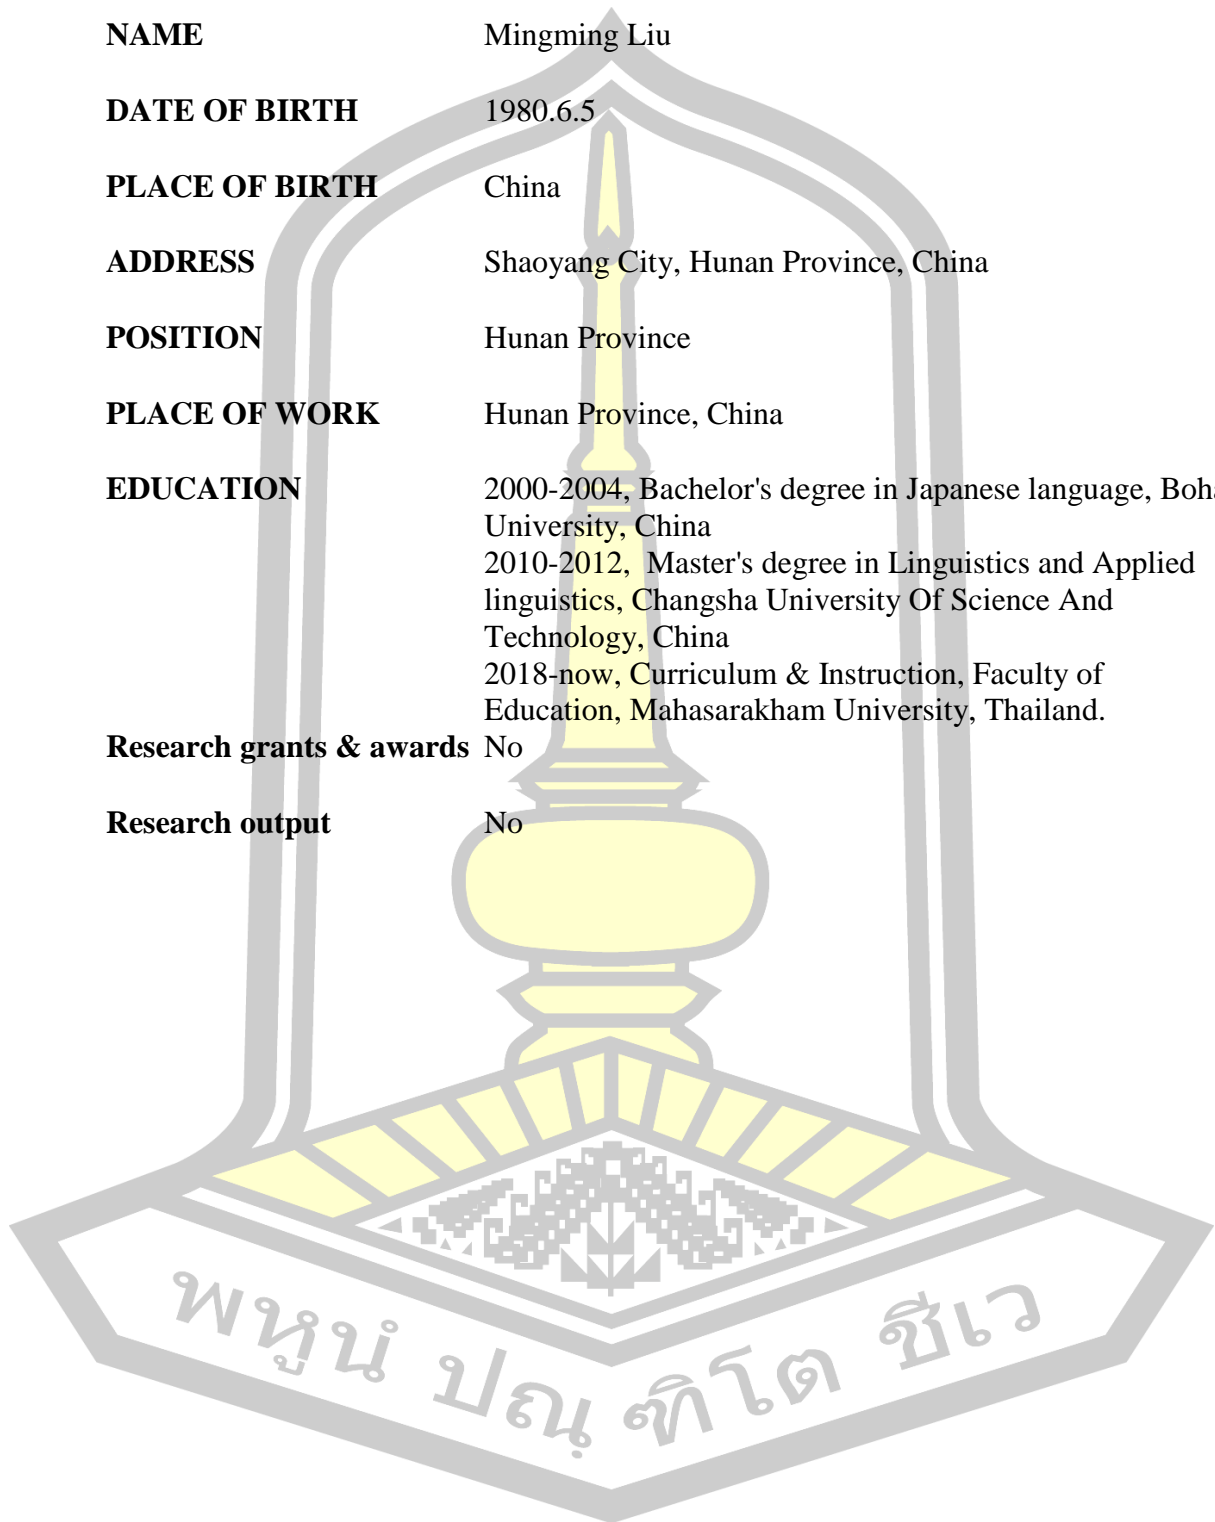 NAME Mingming Liu
DATE OF BIRTH 1980.6.5
PLACE OF BIRTH China
ADDRESS Shaoyang City, Hunan Province, China
POSITION Hunan Province
PLACE OF WORK Hunan Province, China
EDUCATION 2000-2004, Bachelor's degree in Japanese language, Boha
University, China
2010-2012, Master's degree in Linguistics and Applied
linguistics, Changsha University Of Science And
Technology, China
2018-now, Curriculum & Instruction, Faculty of
Education, Mahasarakham University, Thailand.
Research grants & awards No
Research output No
พหูนํ ปณฺฑิโต ชีเว